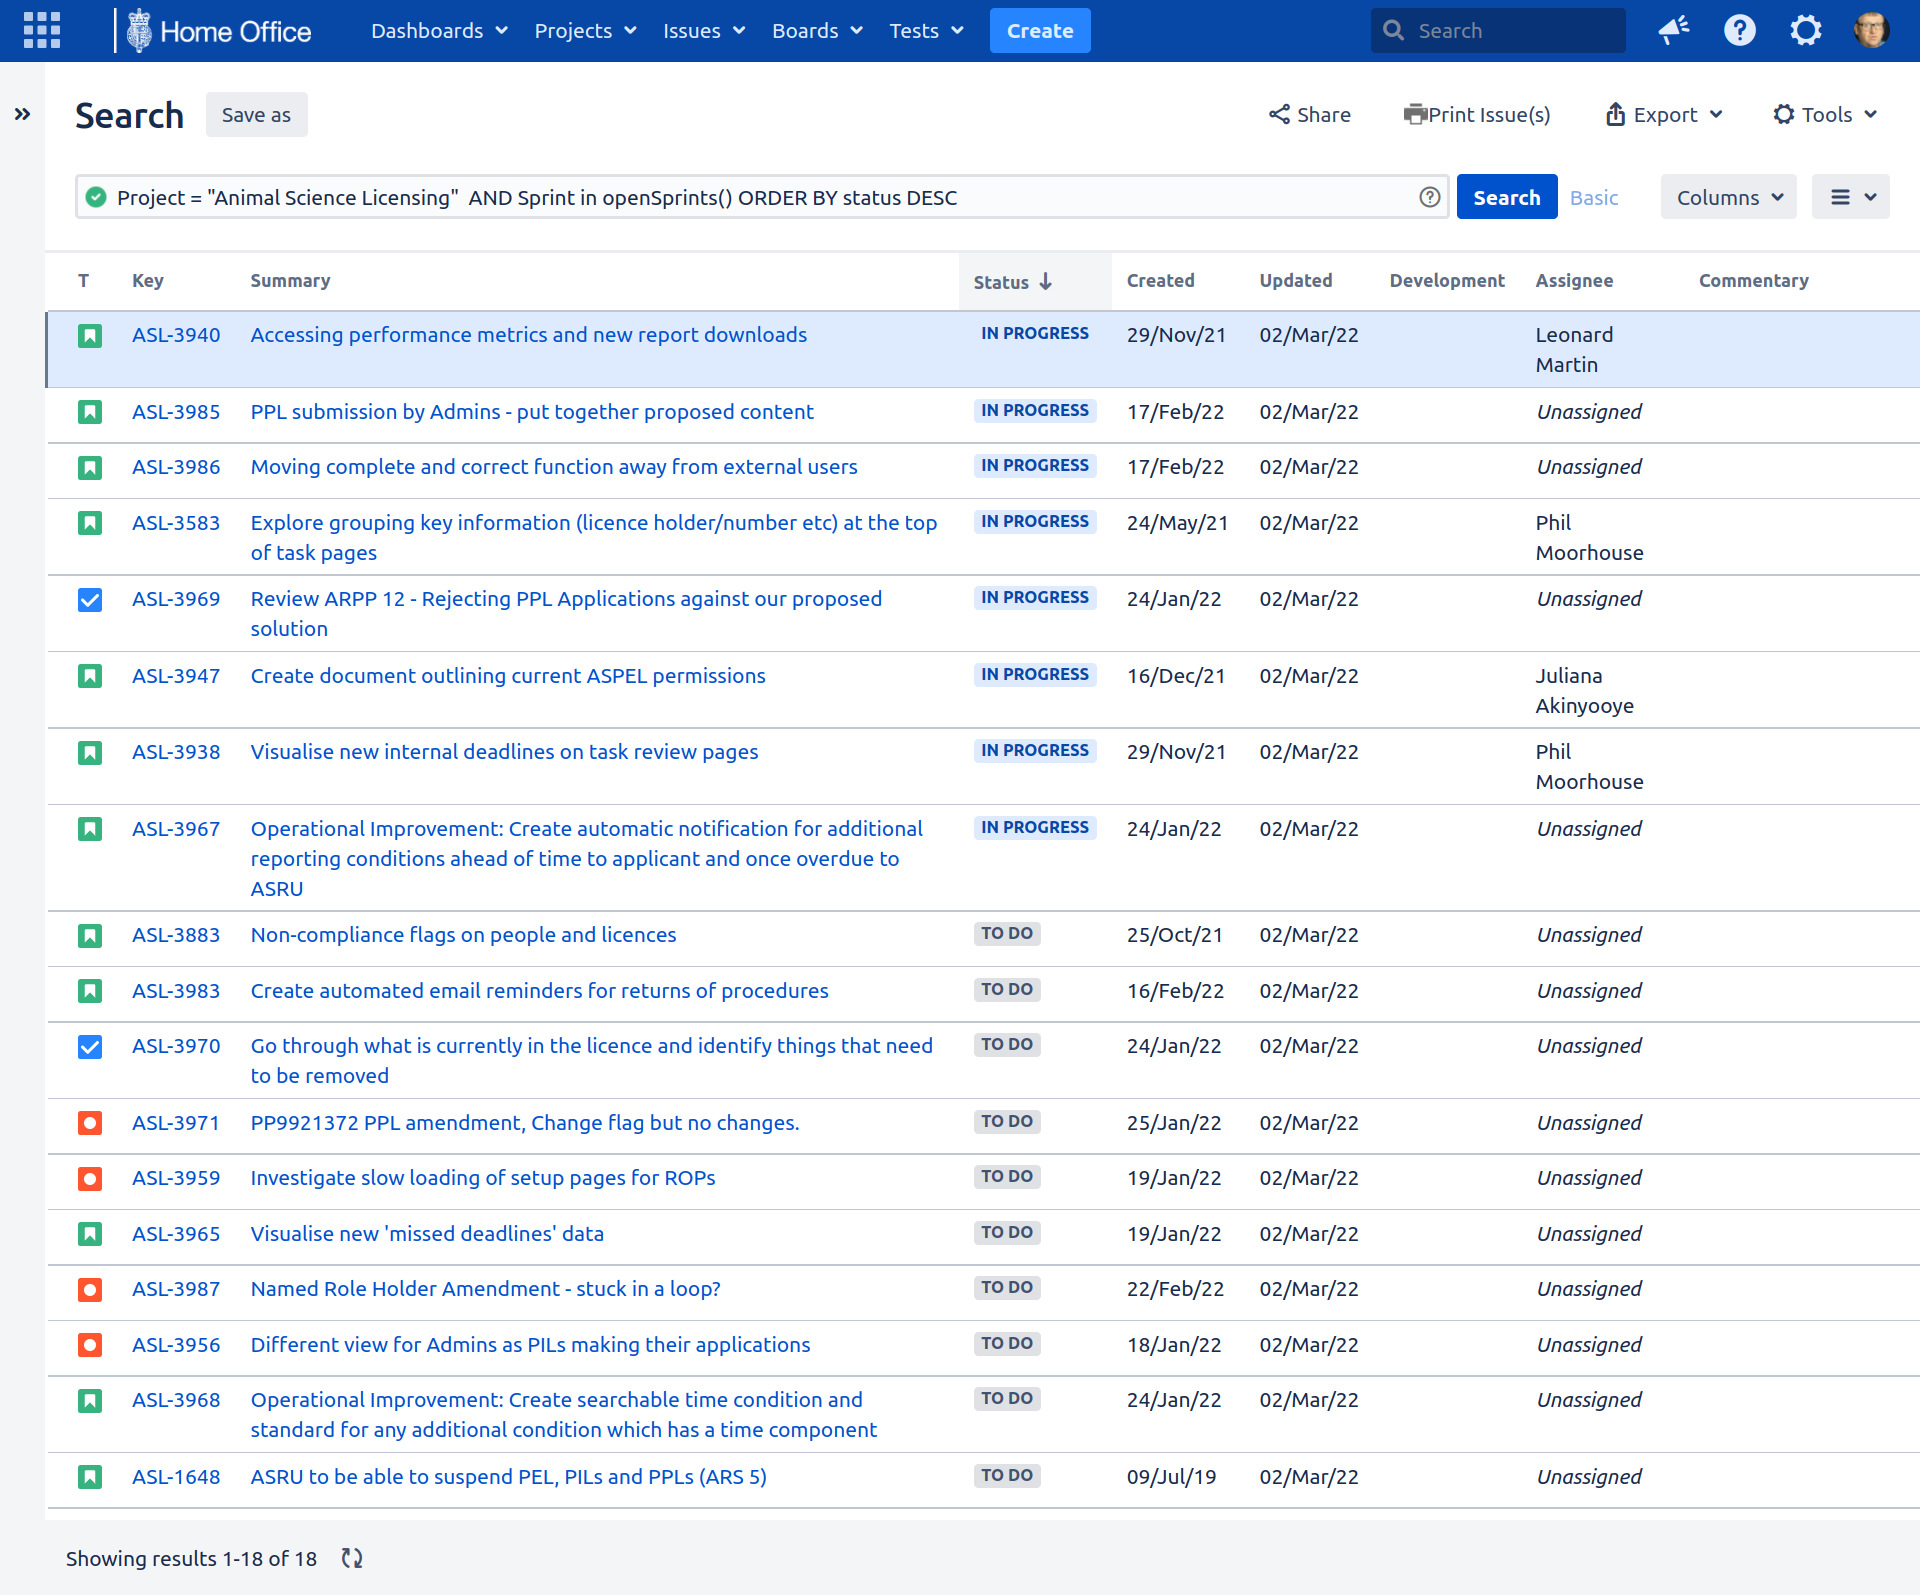 Home Office Dashboards Projects Issues Boards Tests Create Search
Search Save as Share Print Issue(s) Export Tools
Project = "Animal Science Licensing"  AND Sprint in openSprints() ORDER BY status DESC Search Basic Columns
T Key Summary Status Created Updated Development Assignee Commentary
ASL-3940 Accessing performance metrics and new report downloads IN PROGRESS 29/Nov/21 02/Mar/22 Leonard
Martin
ASL-3985 PPL submission by Admins - put together proposed content IN PROGRESS 17/Feb/22 02/Mar/22 Unassigned
ASL-3986 Moving complete and correct function away from external users IN PROGRESS 17/Feb/22 02/Mar/22 Unassigned
ASL-3583 Explore grouping key information (licence holder/number etc) at the top IN PROGRESS 24/May/21 02/Mar/22 Phil
of task pages Moorhouse
ASL-3969 Review ARPP 12 - Rejecting PPL Applications against our proposed IN PROGRESS 24/Jan/22 02/Mar/22 Unassigned
solution
ASL-3947 Create document outlining current ASPEL permissions IN PROGRESS 16/Dec/21 02/Mar/22 Juliana
Akinyooye
ASL-3938 Visualise new internal deadlines on task review pages IN PROGRESS 29/Nov/21 02/Mar/22 Phil
Moorhouse
ASL-3967 Operational Improvement: Create automatic notification for additional IN PROGRESS 24/Jan/22 02/Mar/22 Unassigned
reporting conditions ahead of time to applicant and once overdue to
ASRU
ASL-3883 Non-compliance flags on people and licences TO DO 25/Oct/21 02/Mar/22 Unassigned
ASL-3983 Create automated email reminders for returns of procedures TO DO 16/Feb/22 02/Mar/22 Unassigned
ASL-3970 Go through what is currently in the licence and identify things that need TO DO 24/Jan/22 02/Mar/22 Unassigned
to be removed
ASL-3971 PP9921372 PPL amendment, Change flag but no changes. TO DO 25/Jan/22 02/Mar/22 Unassigned
ASL-3959 Investigate slow loading of setup pages for ROPs TO DO 19/Jan/22 02/Mar/22 Unassigned
ASL-3965 Visualise new 'missed deadlines' data TO DO 19/Jan/22 02/Mar/22 Unassigned
ASL-3987 Named Role Holder Amendment - stuck in a loop? TO DO 22/Feb/22 02/Mar/22 Unassigned
ASL-3956 Different view for Admins as PILs making their applications TO DO 18/Jan/22 02/Mar/22 Unassigned
ASL-3968 Operational Improvement: Create searchable time condition and TO DO 24/Jan/22 02/Mar/22 Unassigned
standard for any additional condition which has a time component
ASL-1648 ASRU to be able to suspend PEL, PILs and PPLs (ARS 5) TO DO 09/Jul/19 02/Mar/22 Unassigned
Showing results 1-18 of 18